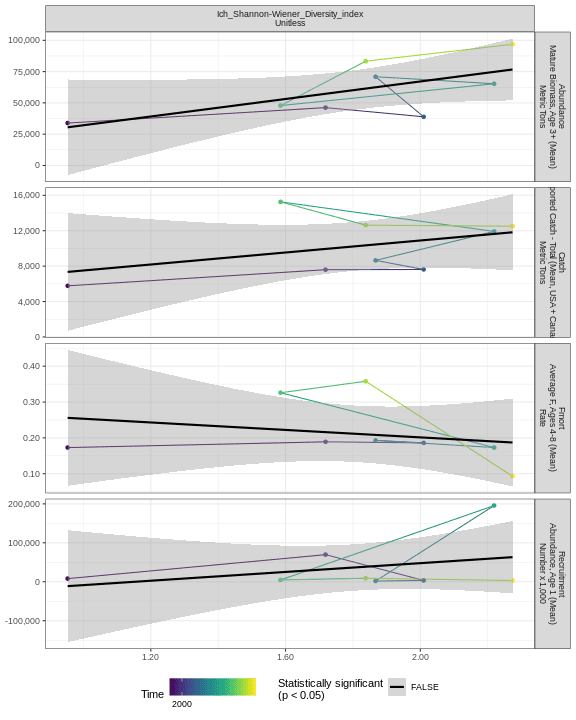 Ich_Shannon-Wiener_Diversity_index
Unitless
100,000
75,000
50,000
25,000
0
Abundance
Mature Biomass, Age 3+ (Mean)
Metric Tons
16,000
12,000
8,000
4,000
0
Catch
ported Catch - Total (Mean, USA + Cana
Metric Tons
0.40
0.30
0.20
0.10
Fmort
Average F, Ages 4-8 (Mean)
Rate
200,000
100,000
0
-100,000
Recruitment
Abundance, Age 1 (Mean)
Number x 1,000
1.20 1.60 2.00
Time
2000
Statistically significant
(p < 0.05)
FALSE